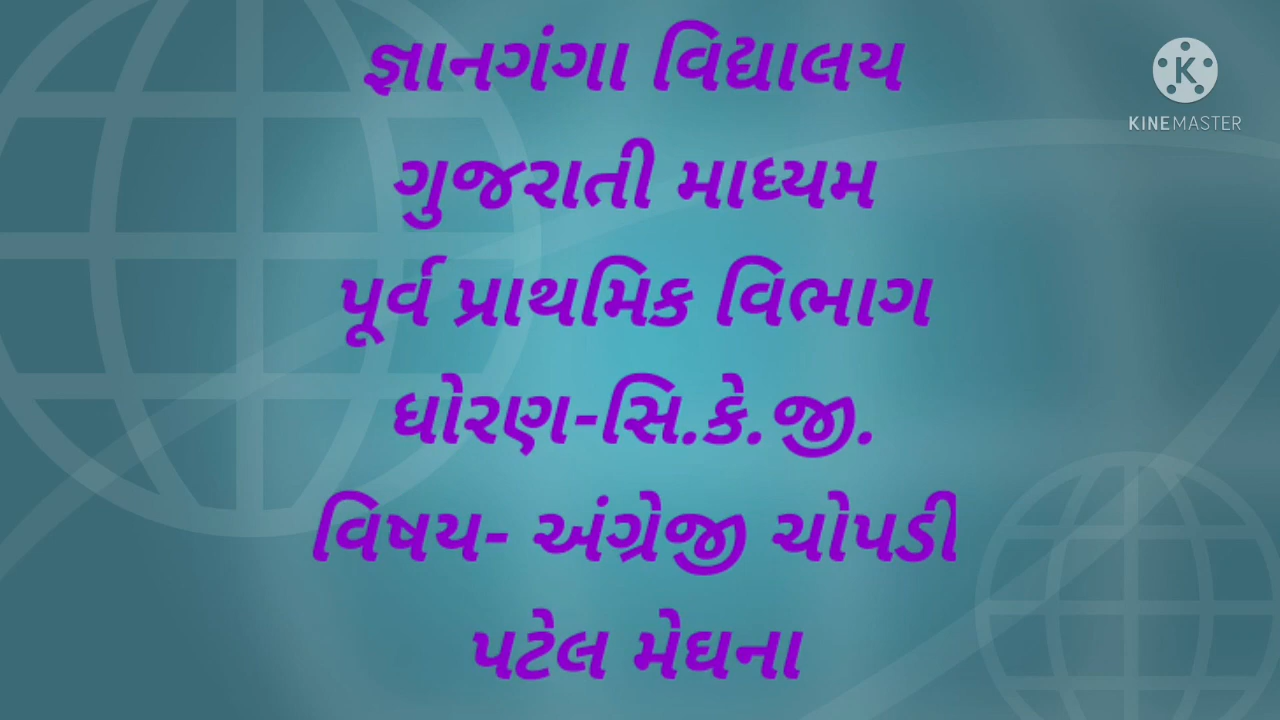 જ્ઞાનગંગા વિદ્યાલય
KINEMASTER
ગુજરાતી માધ્યમ
પૂર્વ પ્રાથમિક વિભાગ
ધોરણ-સિ.કે.જી.
વિષય- અંગ્રેજી ચોપડી
પટેલ મેઘના